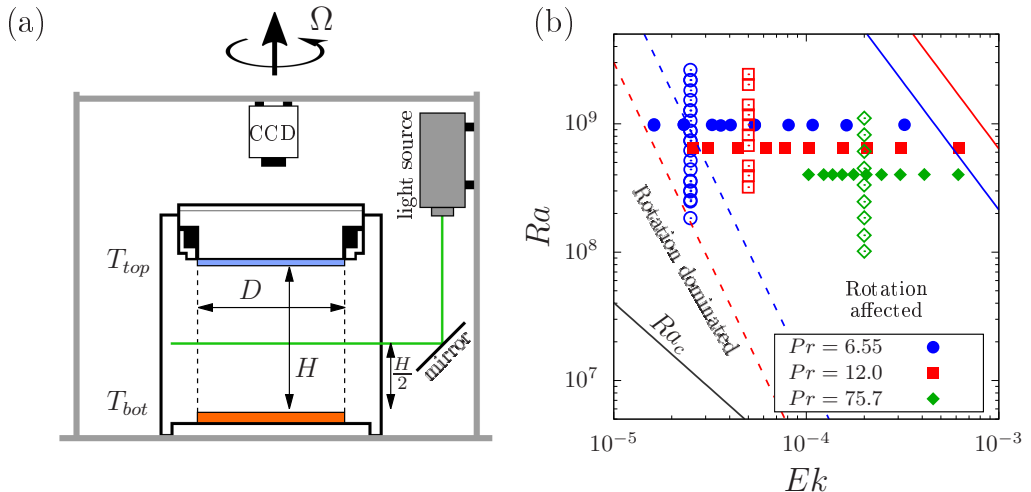 (a)
Ω
CCD
light source
T_top
D
H
H/2
mirror
T_bot
(b)
Ra
10^9
10^8
10^7
Rotation dominated
Ra_c
Rotation
affected
Pr = 6.55
Pr = 12.0
Pr = 75.7
10^-5
10^-4
10^-3
Ek